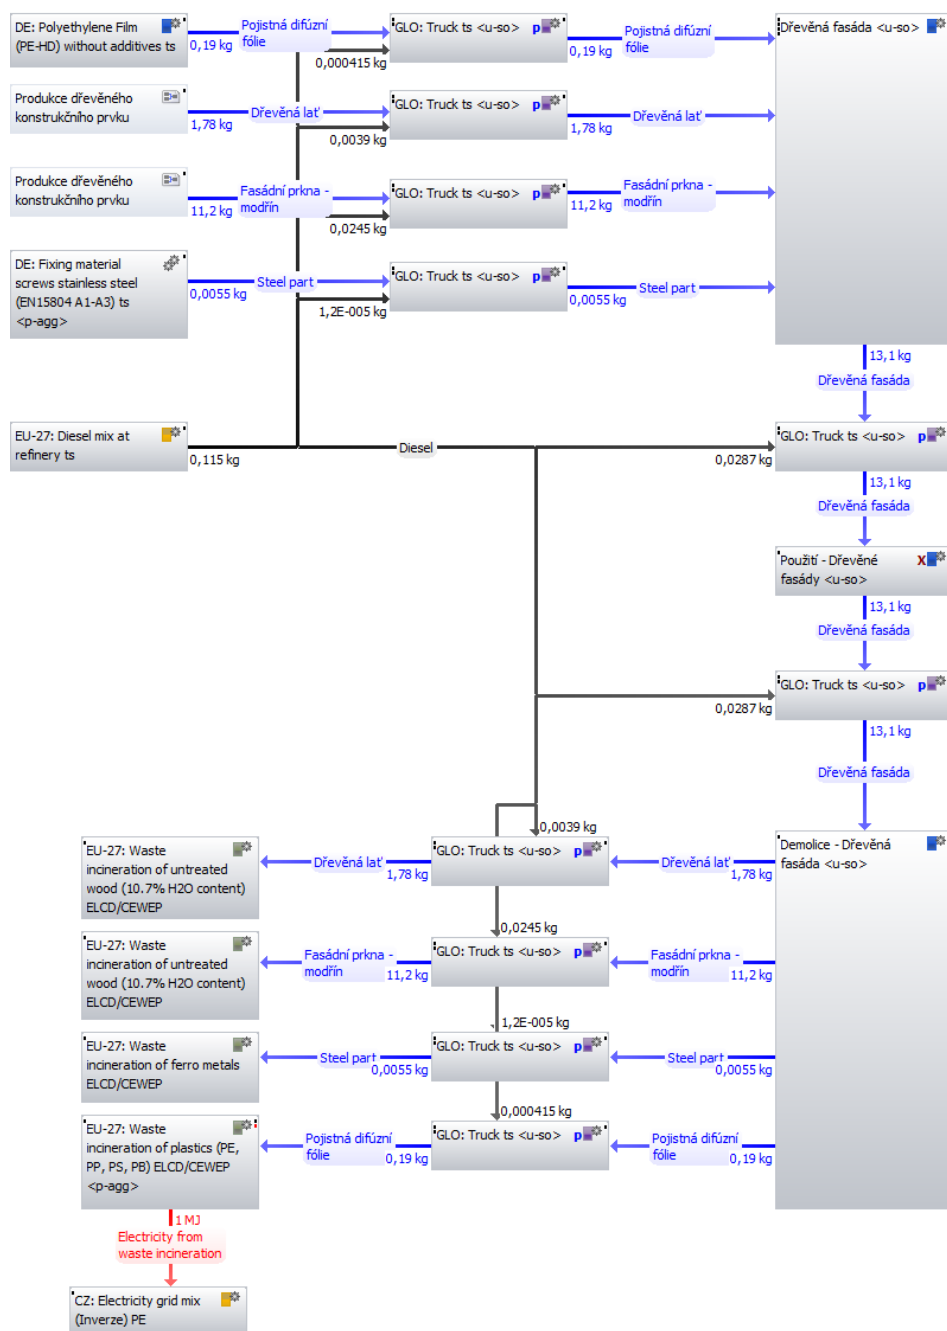 DE: Polyethylene Film
(PE-HD) without additives ts
0,19 kg
Pojistná difúzní
fólie
0,000415 kg
GLO: Truck ts <u-so>
p
0,19 kg
Pojistná difúzní
fólie
Dřevěná fasáda <u-so>
Produkce dřevěného
konstrukčního prvku
1,78 kg
Dřevěná lať
0,0039 kg
GLO: Truck ts <u-so>
p
1,78 kg
Dřevěná lať
Produkce dřevěného
konstrukčního prvku
11,2 kg
Fasádní prkna -
modřín
0,0245 kg
GLO: Truck ts <u-so>
p
11,2 kg
Fasádní prkna -
modřín
DE: Fixing material
screws stainless steel
(EN15804 A1-A3) ts
<p-agg>
0,0055 kg
Steel part
1,2E-005 kg
GLO: Truck ts <u-so>
p
0,0055 kg
Steel part
13,1 kg
Dřevěná fasáda
EU-27: Diesel mix at
refinery ts
0,115 kg
Diesel
0,0287 kg
GLO: Truck ts <u-so>
p
13,1 kg
Dřevěná fasáda
Použití - Dřevěné
fasády <u-so>
X
13,1 kg
Dřevěná fasáda
0,0287 kg
GLO: Truck ts <u-so>
p
13,1 kg
Dřevěná fasáda
0,0039 kg
EU-27: Waste
incineration of untreated
wood (10.7% H2O content)
ELCD/CEWEP
Dřevěná lať
1,78 kg
GLO: Truck ts <u-so>
p
Dřevěná lať
1,78 kg
Demolice - Dřevěná
fasáda <u-so>
0,0245 kg
EU-27: Waste
incineration of untreated
wood (10.7% H2O content)
ELCD/CEWEP
Fasádní prkna -
modřín
11,2 kg
GLO: Truck ts <u-so>
p
Fasádní prkna -
modřín
11,2 kg
1,2E-005 kg
EU-27: Waste
incineration of ferro metals
ELCD/CEWEP
Steel part
0,0055 kg
GLO: Truck ts <u-so>
p
Steel part
0,0055 kg
0,000415 kg
EU-27: Waste
incineration of plastics (PE,
PP, PS, PB) ELCD/CEWEP
<p-agg>
Pojistná difúzní
fólie
0,19 kg
GLO: Truck ts <u-so>
p
Pojistná difúzní
fólie
0,19 kg
1 MJ
Electricity from
waste incineration
CZ: Electricity grid mix
(Inverze) PE